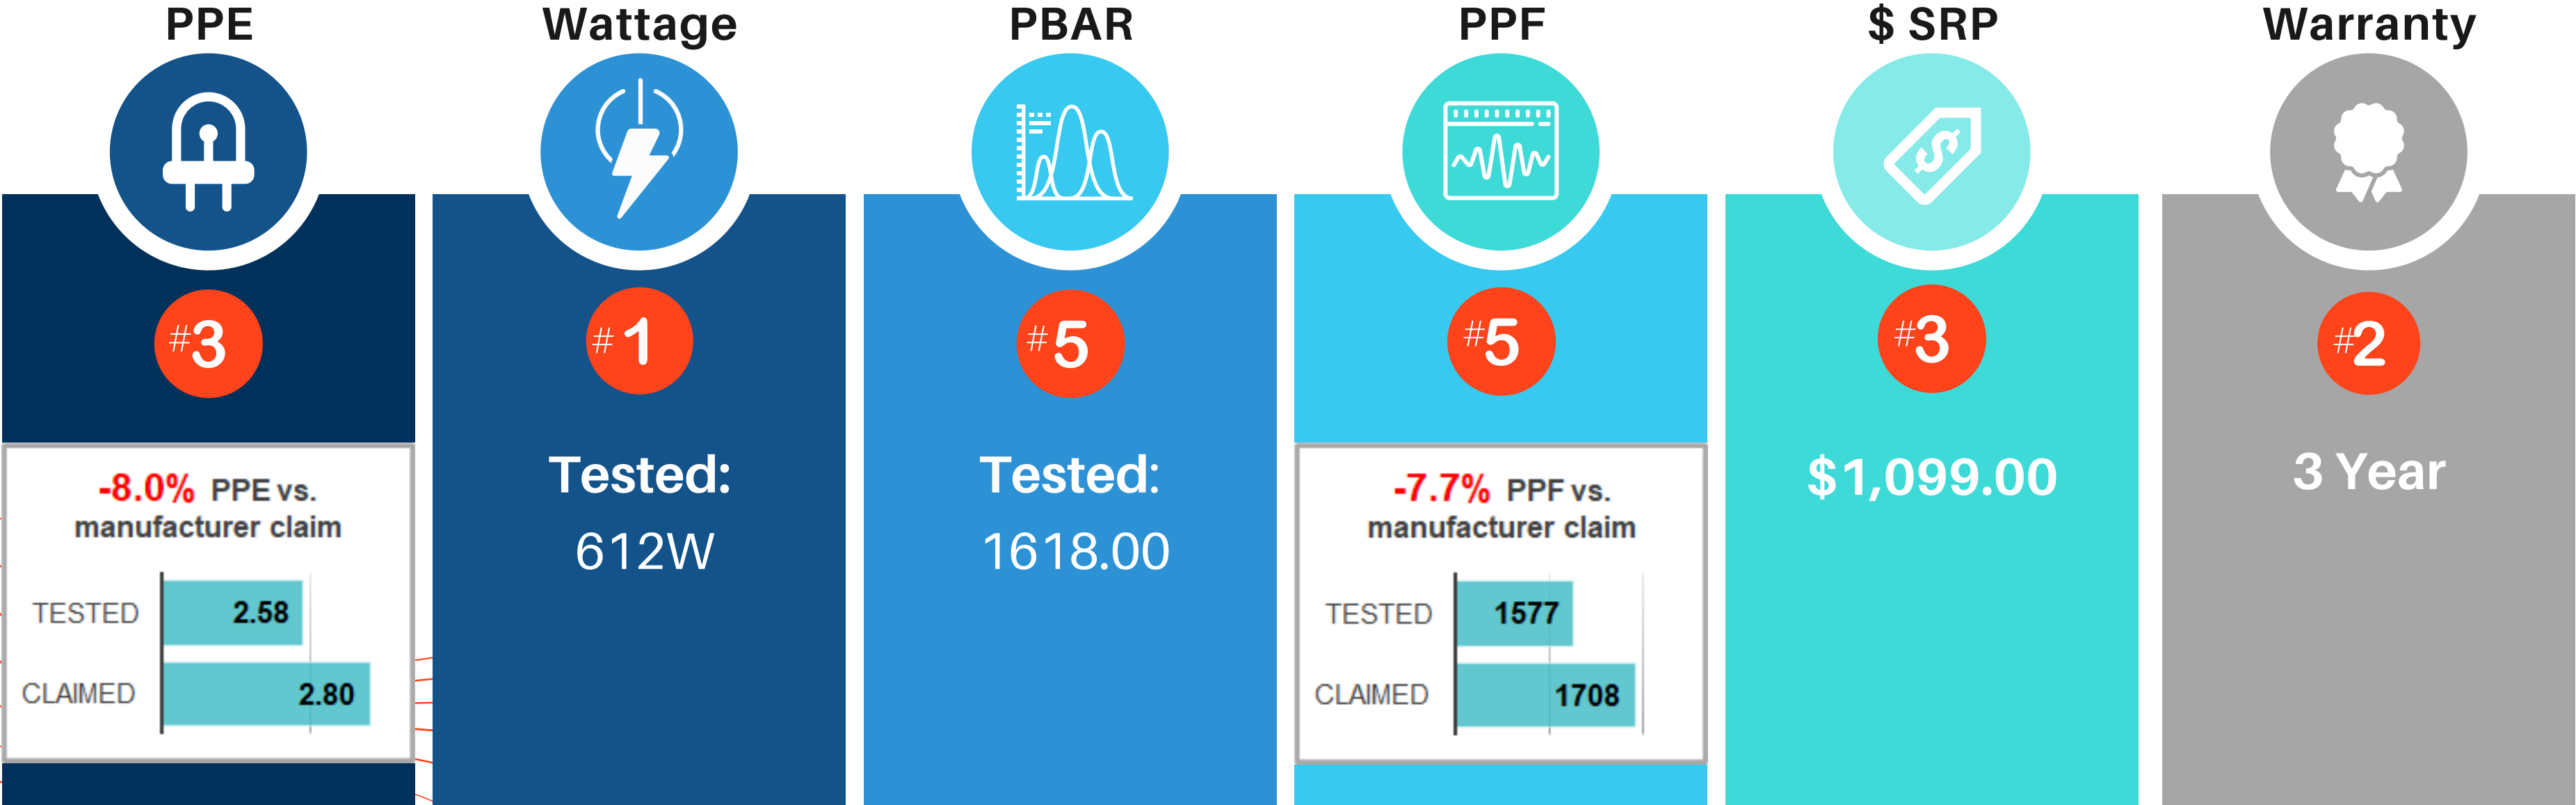 PPE
#3
-8.0% PPE vs.
manufacturer claim
TESTED 2.58
CLAIMED 2.80
Wattage
#1
Tested:
612W
PBAR
#5
Tested:
1618.00
PPF
#5
-7.7% PPF vs.
manufacturer claim
TESTED 1577
CLAIMED 1708
$ SRP
#3
$1,099.00
Warranty
#2
3 Year